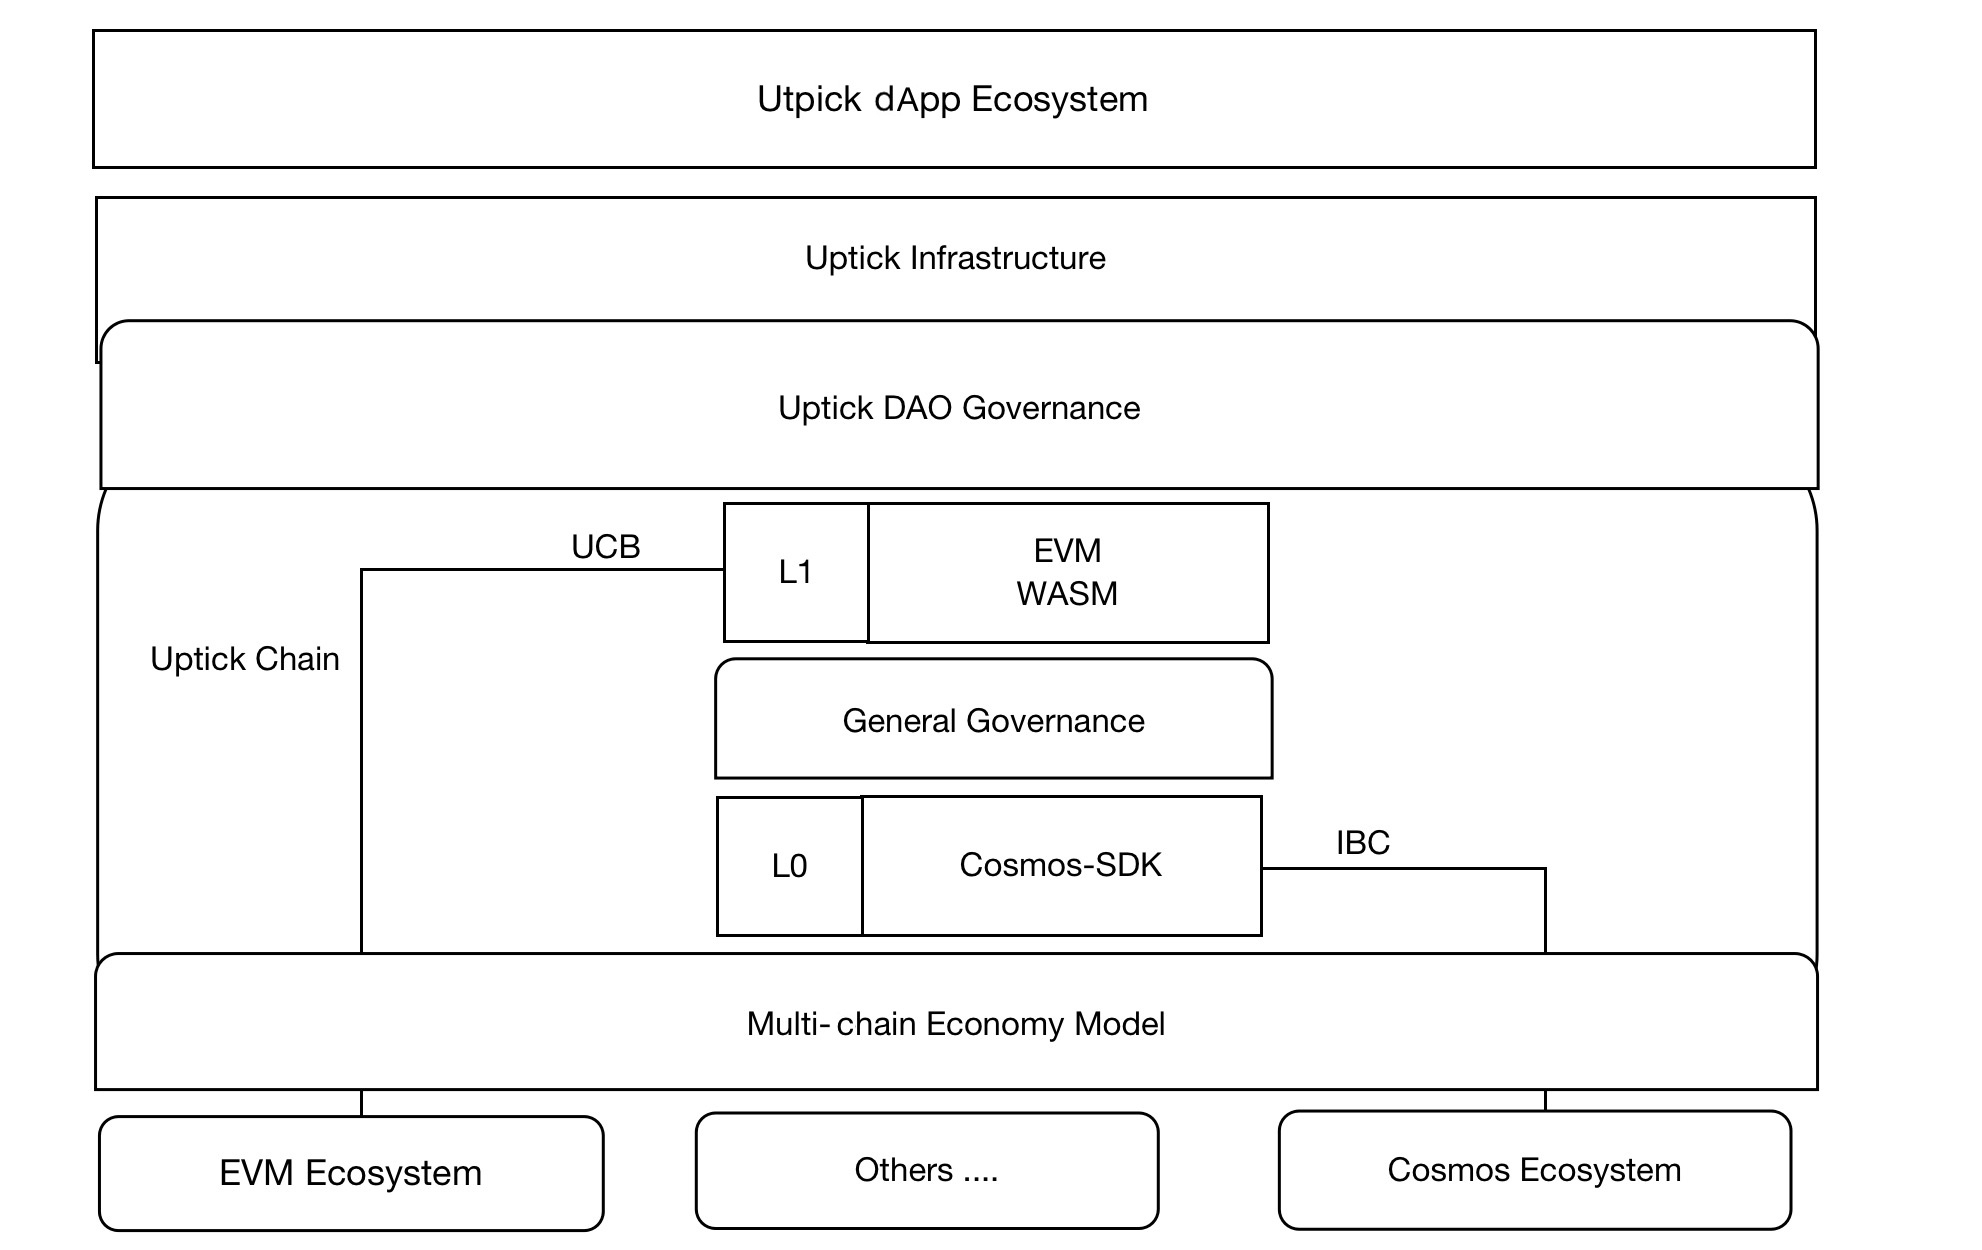 Utpick dApp Ecosystem
Uptick Infrastructure
Uptick DAO Governance
UCB
L1
EVM
WASM
Uptick Chain
General Governance
L0
Cosmos-SDK
IBC
Multi-chain Economy Model
EVM Ecosystem
Others ....
Cosmos Ecosystem